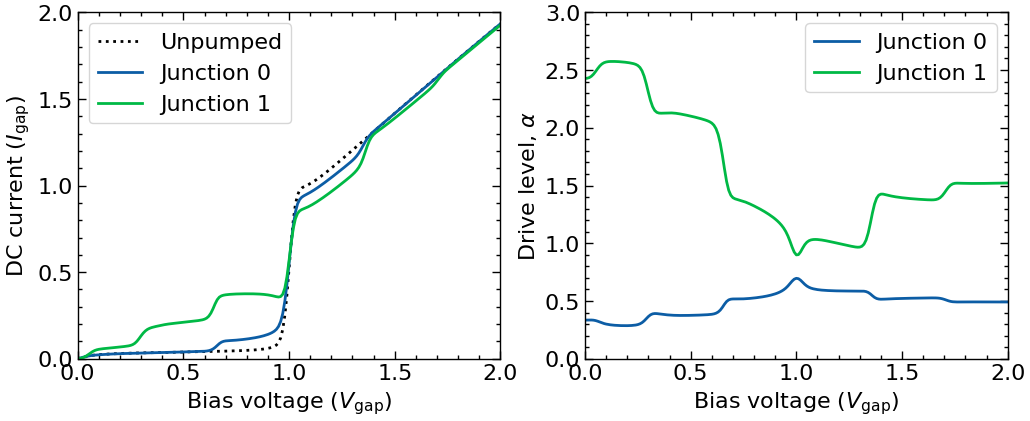 DC current (I_gap)
2.0
1.5
1.0
0.5
0.0
Unpumped
Junction 0
Junction 1
0.0 0.5 1.0 1.5 2.0
Bias voltage (V_gap)
Drive level, α
3.0
2.5
2.0
1.5
1.0
0.5
0.0
Junction 0
Junction 1
0.0 0.5 1.0 1.5 2.0
Bias voltage (V_gap)